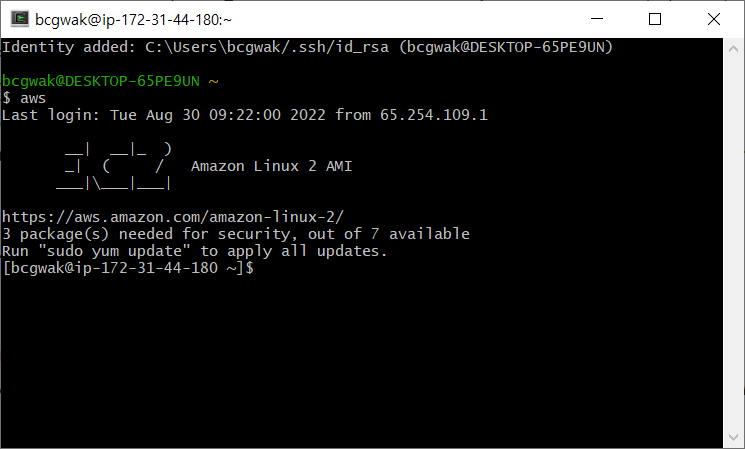 bcgwak@ip-172-31-44-180:~
Identity added: C:\Users\bcgwak/.ssh/id_rsa (bcgwak@DESKTOP-65PE9UN)
bcgwak@DESKTOP-65PE9UN ~
$ aws
Last login: Tue Aug 30 09:22:00 2022 from 65.254.109.1
       __|  __|_  )
       _|  (     /   Amazon Linux 2 AMI
      ___|\___|___|
https://aws.amazon.com/amazon-linux-2/
3 package(s) needed for security, out of 7 available
Run "sudo yum update" to apply all updates.
[bcgwak@ip-172-31-44-180 ~]$